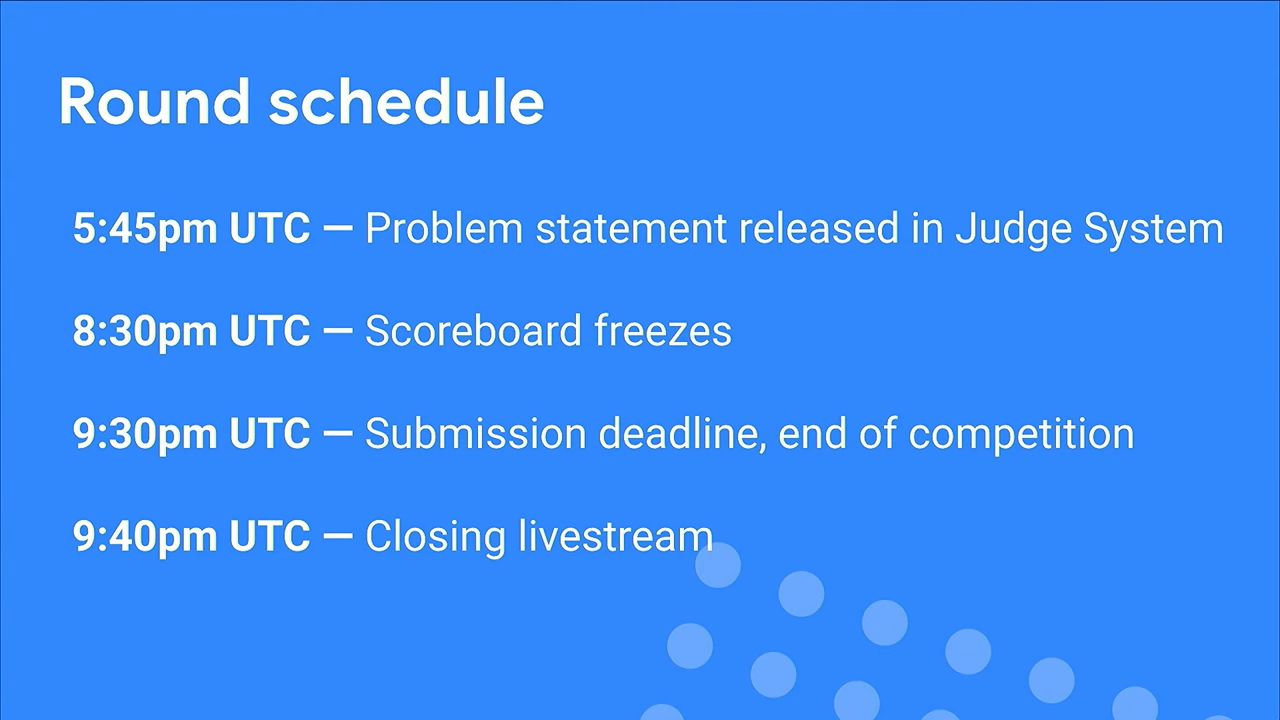 Round schedule
5:45pm UTC — Problem statement released in Judge System
8:30pm UTC — Scoreboard freezes
9:30pm UTC — Submission deadline, end of competition
9:40pm UTC — Closing livestream